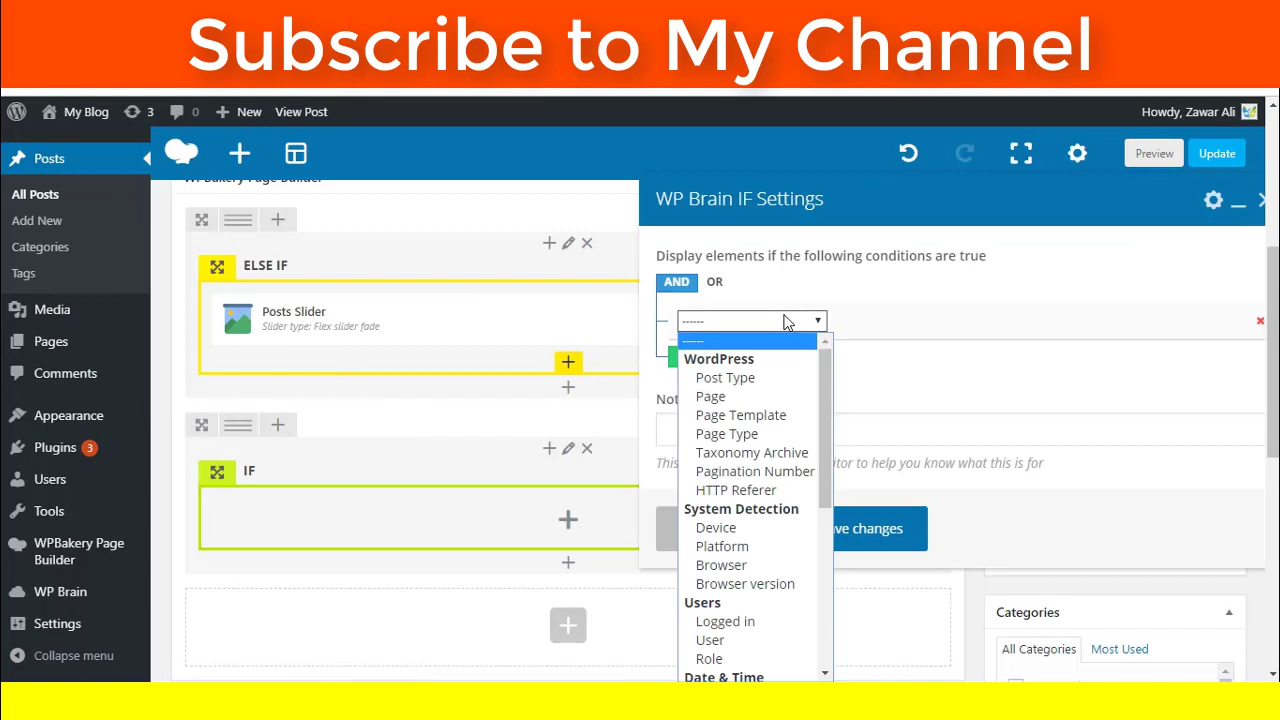 Subscribe to My Channel
My Blog
3
0
New
View Post
Howdy, Zawar Ali
Posts
All Posts
Add New
Categories
Tags
Media
Pages
Comments
Appearance
Plugins 3
Users
Tools
WPBakery Page
Builder
WP Brain
Settings
Collapse menu
Preview
Update
WPBakery Page Builder
ELSE IF
Posts Slider
Slider type: Flex slider fade
IF
WP Brain IF Settings
Display elements if the following conditions are true
AND
OR
------
------
WordPress
Post Type
Page
Page Template
Page Type
Taxonomy Archive
Pagination Number
HTTP Referer
System Detection
Device
Platform
Browser
Browser version
Users
Logged in
User
Role
Date & Time
This
to help you know what this is for
changes
Categories
All Categories
Most Used